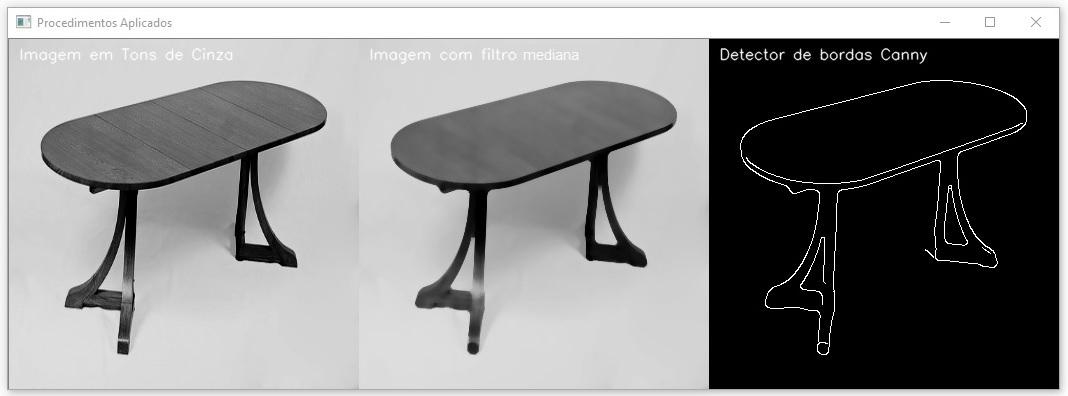 Procedimentos Aplicados
Imagem em Tons de Cinza
Imagem com filtro mediana
Detector de bordas Canny